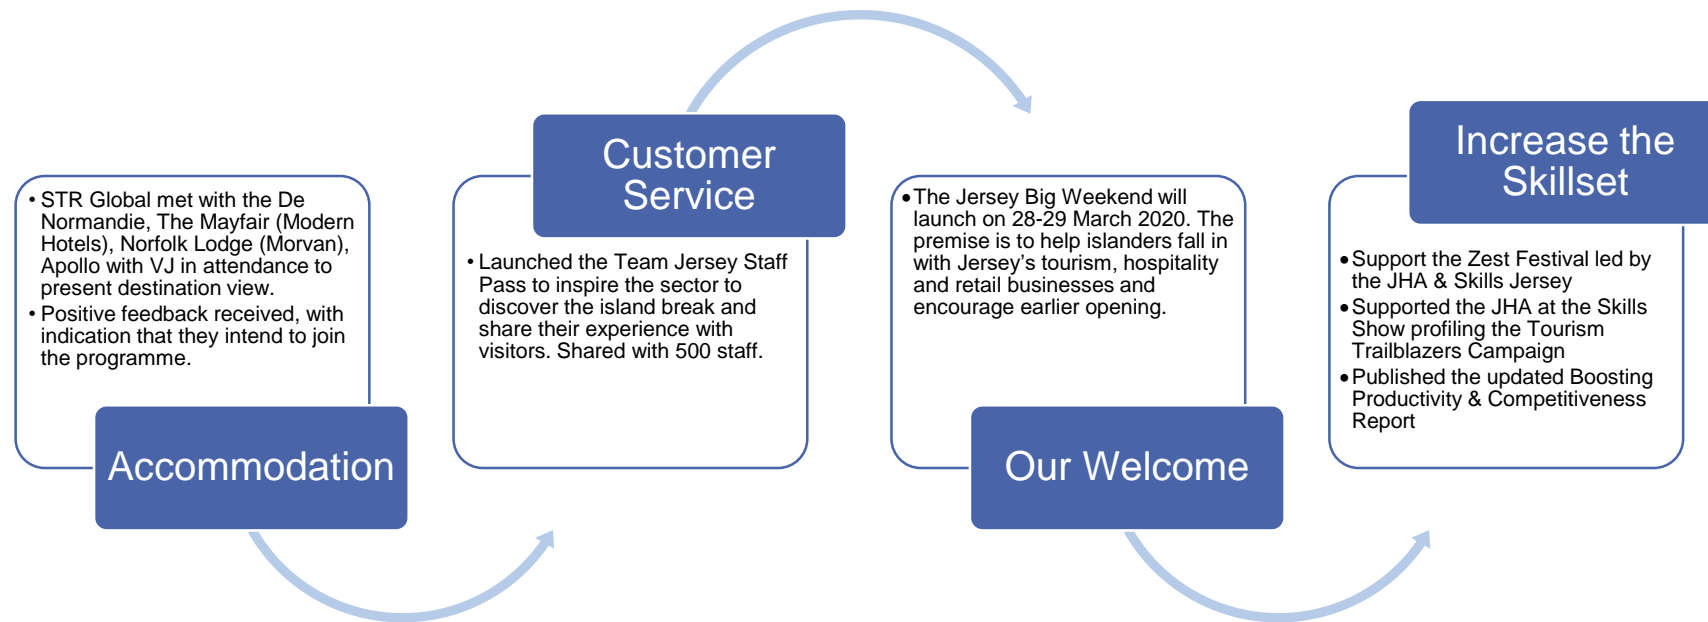 • STR Global met with the De
Normandie, The Mayfair (Modern
Hotels), Norfolk Lodge (Morvan),
Apollo with VJ in attendance to
present destination view.
• Positive feedback received, with
indication that they intend to join
the programme.
Accommodation
Customer
Service
• Launched the Team Jersey Staff
Pass to inspire the sector to
discover the island break and
share their experience with
visitors. Shared with 500 staff.
• The Jersey Big Weekend will
launch on 28-29 March 2020. The
premise is to help islanders fall in
with Jersey’s tourism, hospitality
and retail businesses and
encourage earlier opening.
Our Welcome
Increase the
Skillset
• Support the Zest Festival led by
the JHA & Skills Jersey
• Supported the JHA at the Skills
Show profiling the Tourism
Trailblazers Campaign
• Published the updated Boosting
Productivity & Competitiveness
Report